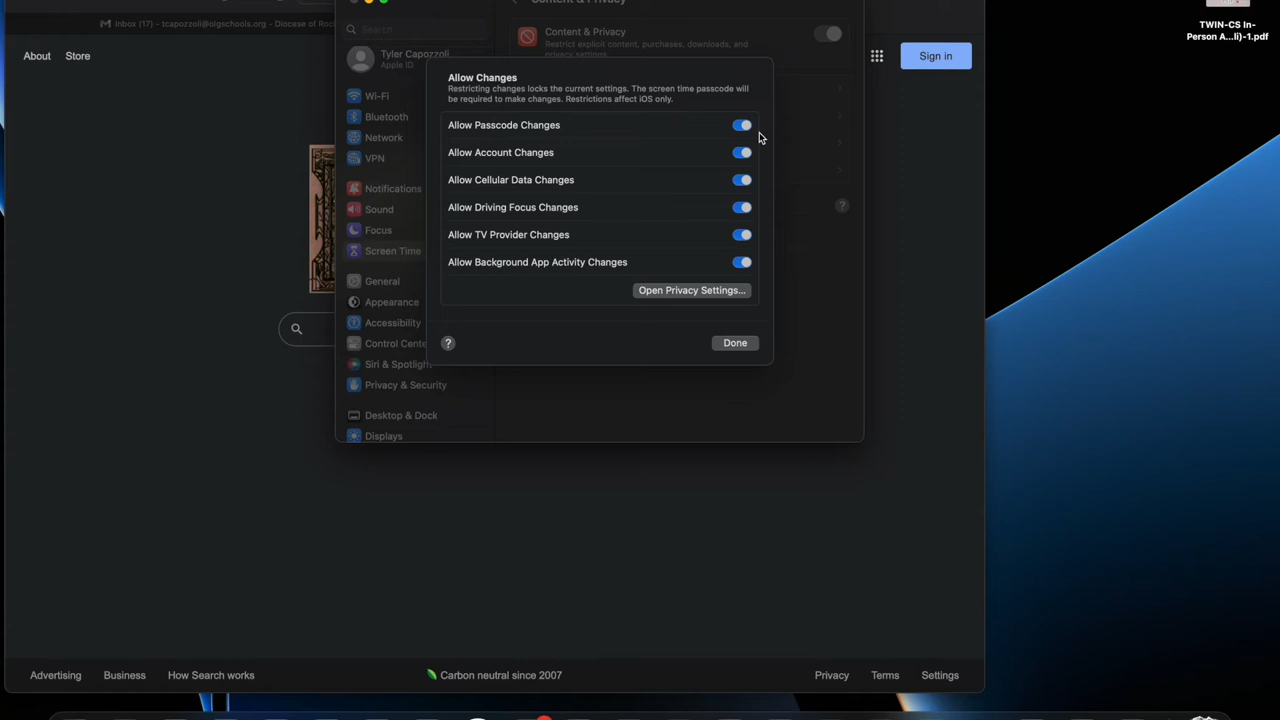 Inbox (17) - tcapozzoli@olgschools.org - Diocese of Roc
Content & Privacy
TWIN-CS In-
Person A...li)-1.pdf
About
Store
Sign in
Search
Content & Privacy
Restrict explicit content, purchases, downloads, and
privacy settings.
Tyler Capozzoli
Apple ID
Wi-Fi
Bluetooth
Network
VPN
Notifications
Sound
Focus
Screen Time
General
Appearance
Accessibility
Control Cente
Siri & Spotlight
Privacy & Security
Desktop & Dock
Displays
Allow Changes
Restricting changes locks the current settings. The screen time passcode will
be required to make changes. Restrictions affect iOS only.
Allow Passcode Changes
Allow Account Changes
Allow Cellular Data Changes
Allow Driving Focus Changes
Allow TV Provider Changes
Allow Background App Activity Changes
Open Privacy Settings...
?
Done
?
Advertising
Business
How Search works
Carbon neutral since 2007
Privacy
Terms
Settings